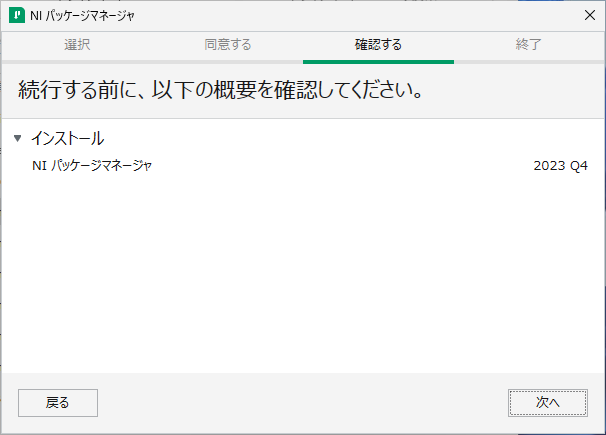 NI パッケージマネージャ
選択 同意する 確認する 終了
続行する前に、以下の概要を確認してください。
インストール
NI パッケージマネージャ 2023 Q4
戻る 次へ